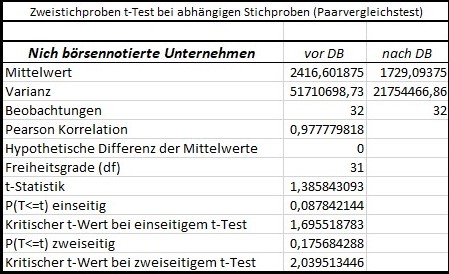 Zweistichproben t-Test bei abhängigen Stichproben (Paarvergleichstest)
Nich börsennotierte Unternehmen vor DB nach DB
Mittelwert 2416,601875 1729,09375
Varianz 51710698,73 21754466,86
Beobachtungen 32 32
Pearson Korrelation 0,977779818
Hypothetische Differenz der Mittelwerte 0
Freiheitsgrade (df) 31
t-Statistik 1,385843093
P(T<=t) einseitig 0,087842144
Kritischer t-Wert bei einseitigem t-Test 1,695518783
P(T<=t) zweiseitig 0,175684288
Kritischer t-Wert bei zweiseitigem t-Test 2,039513446